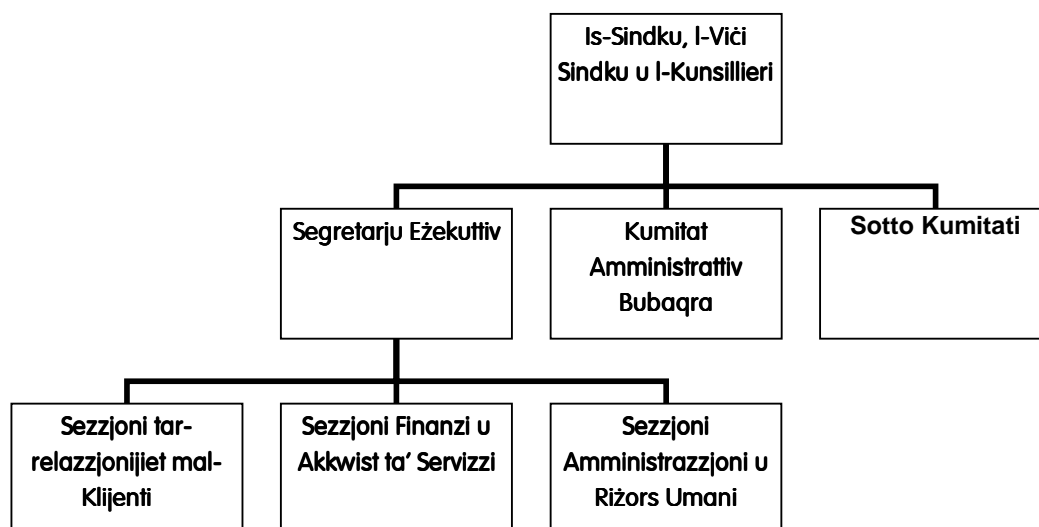 Is-Sindku, l-Viċi
Sindku u l-Kunsillieri
Segretarju Eżekuttiv
Kumitat
Amministrattiv
Bubaqra
Sotto Kumitati
Sezzjoni tar-
relazzjonijiet mal-
Klijenti
Sezzjoni Finanzi u
Akkwist ta’ Servizzi
Sezzjoni
Amministrazzjoni u
Riżors Umani